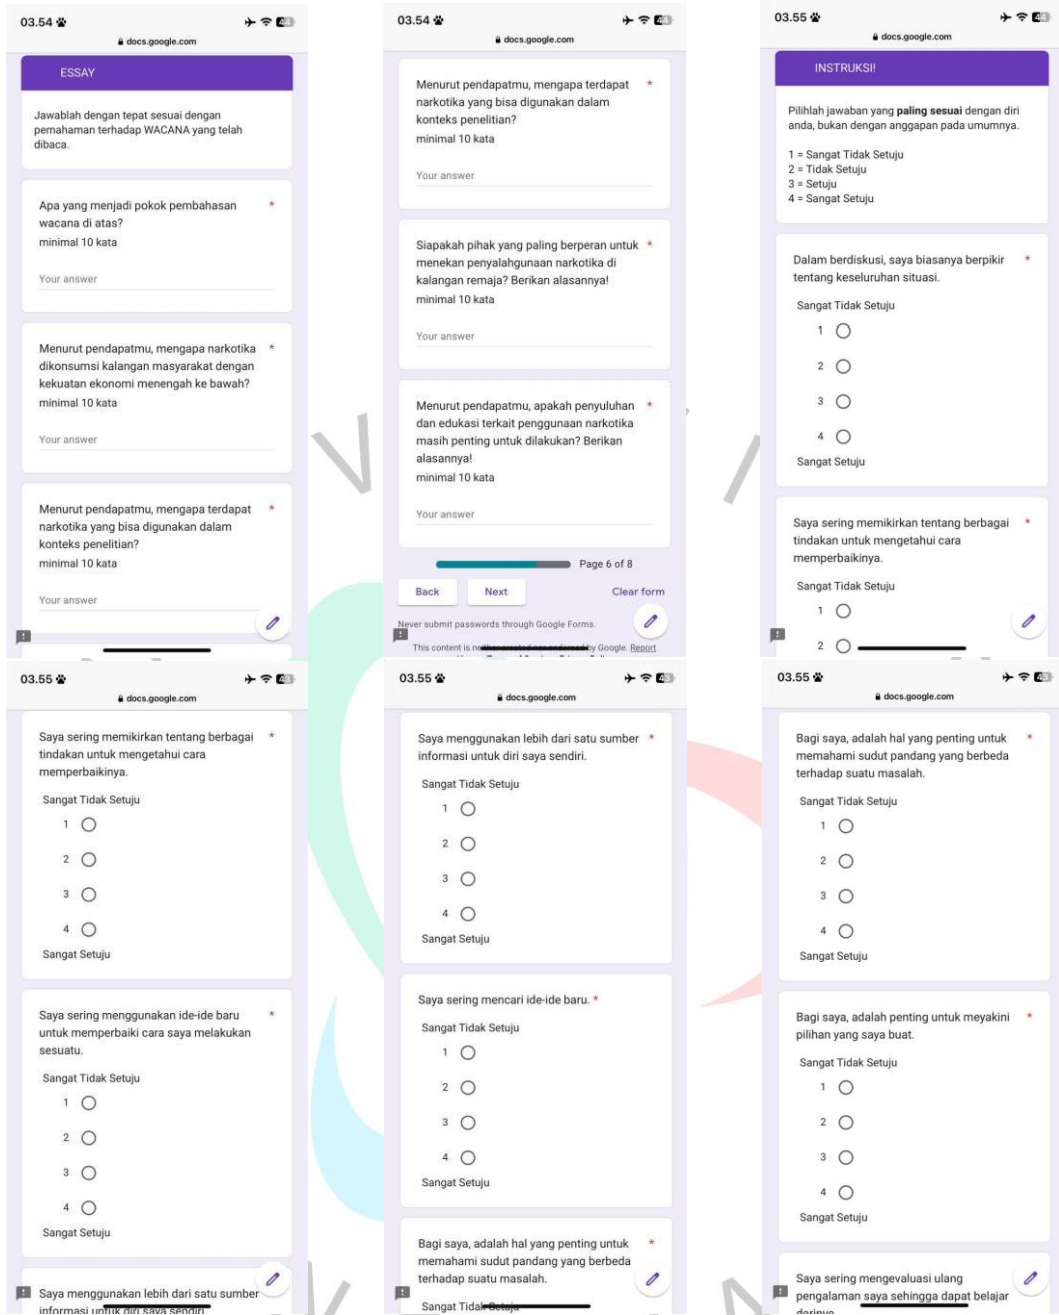 03.54
docs.google.com
ESSAY
Jawablah dengan tepat sesuai dengan
pemahaman terhadap WACANA yang telah
dibaca.
Apa yang menjadi pokok pembahasan *
wacana di atas?
minimal 10 kata
Your answer
Menurut pendapatmu, mengapa narkotika *
dikonsumsi kalangan masyarakat dengan
kekuatan ekonomi menengah ke bawah?
minimal 10 kata
Your answer
Menurut pendapatmu, mengapa terdapat *
narkotika yang bisa digunakan dalam
konteks penelitian?
minimal 10 kata
Your answer
03.54
docs.google.com
Menurut pendapatmu, mengapa terdapat *
narkotika yang bisa digunakan dalam
konteks penelitian?
minimal 10 kata
Your answer
Siapakah pihak yang paling berperan untuk *
menekan penyalahgunaan narkotika di
kalangan remaja? Berikan alasannya!
minimal 10 kata
Your answer
Menurut pendapatmu, apakah penyuluhan *
dan edukasi terkait penggunaan narkotika
masih penting untuk dilakukan? Berikan
alasannya!
minimal 10 kata
Your answer
Page 6 of 8
Back Next Clear form
Never submit passwords through Google Forms.
This content is by Google. Report
03.55
docs.google.com
INSTRUKSI!
Pilihlah jawaban yang paling sesuai dengan diri
anda, bukan dengan anggapan pada umumnya.
1 = Sangat Tidak Setuju
2 = Tidak Setuju
3 = Setuju
4 = Sangat Setuju
Dalam berdiskusi, saya biasanya berpikir *
tentang keseluruhan situasi.
Sangat Tidak Setuju
1
2
3
4
Sangat Setuju
Saya sering memikirkan tentang berbagai *
tindakan untuk mengetahui cara
memperbaikinya.
Sangat Tidak Setuju
1
2
03.55
docs.google.com
Saya sering memikirkan tentang berbagai *
tindakan untuk mengetahui cara
memperbaikinya.
Sangat Tidak Setuju
1
2
3
4
Sangat Setuju
Saya sering menggunakan ide-ide baru *
untuk memperbaiki cara saya melakukan
sesuatu.
Sangat Tidak Setuju
1
2
3
4
Sangat Setuju
Saya menggunakan lebih dari satu sumber
informasi untuk diri saya sendiri.
03.55
docs.google.com
Saya menggunakan lebih dari satu sumber *
informasi untuk diri saya sendiri.
Sangat Tidak Setuju
1
2
3
4
Sangat Setuju
Saya sering mencari ide-ide baru. *
Sangat Tidak Setuju
1
2
3
4
Sangat Setuju
Bagi saya, adalah hal yang penting untuk *
memahami sudut pandang yang berbeda
terhadap suatu masalah.
Sangat Tidak Setuju
03.55
docs.google.com
Bagi saya, adalah hal yang penting untuk *
memahami sudut pandang yang berbeda
terhadap suatu masalah.
Sangat Tidak Setuju
1
2
3
4
Sangat Setuju
Bagi saya, adalah penting untuk meyakini *
pilihan yang saya buat.
Sangat Tidak Setuju
1
2
3
4
Sangat Setuju
Saya sering mengevaluasi ulang
pengalaman saya sehingga dapat belajar